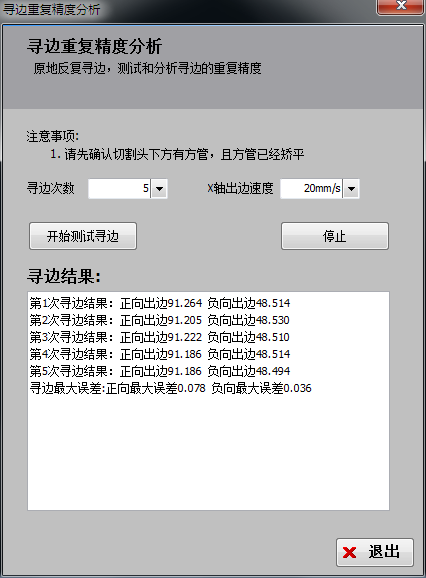 寻边重复精度分析
寻边重复精度分析
原地反复寻边，测试和分析寻边的重复精度
注意事项:
1. 请先确认切割头下方有方管，且方管已经矫平
寻边次数 5 X轴出边速度 20mm/s
开始测试寻边 停止
寻边结果:
第1次寻边结果：正向出边91.264 负向出边48.514
第2次寻边结果：正向出边91.205 负向出边48.530
第3次寻边结果：正向出边91.222 负向出边48.510
第4次寻边结果：正向出边91.186 负向出边48.514
第5次寻边结果：正向出边91.186 负向出边48.494
寻边最大误差:正向最大误差0.078 负向最大误差0.036
退出